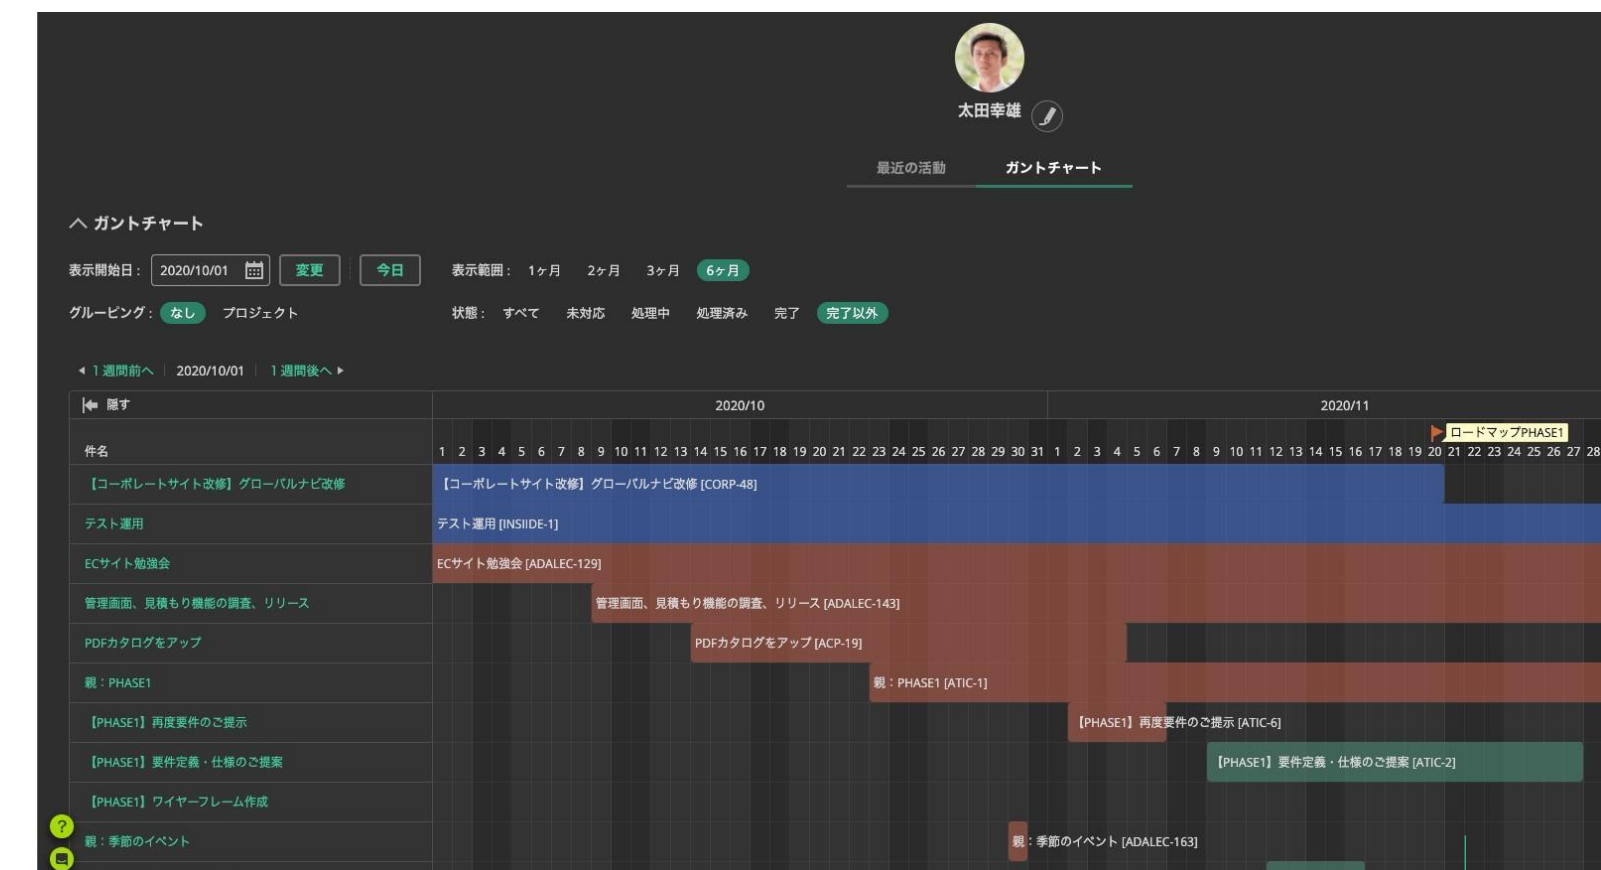 太田幸雄
最近の活動 ガントチャート
ガントチャート
表示開始日： 2020/10/01 変更 今日 表示範囲： 1ヶ月 2ヶ月 3ヶ月 6ヶ月
グルーピング： なし プロジェクト 状態： すべて 未対応 処理中 処理済み 完了 完了以外
1週間前へ 2020/10/01 1週間後へ
隠す 2020/10 2020/11
ロードマップPHASE1
件名 1 2 3 4 5 6 7 8 9 10 11 12 13 14 15 16 17 18 19 20 21 22 23 24 25 26 27 28 29 30 31 1 2 3 4 5 6 7 8 9 10 11 12 13 14 15 16 17 18 19 20 21 22 23 24 25 26 27 28
【コーポレートサイト改修】グローバルナビ改修 【コーポレートサイト改修】グローバルナビ改修 [CORP-48]
テスト運用 テスト運用 [INSIIDE-1]
ECサイト勉強会 ECサイト勉強会 [ADALEC-129]
管理画面、見積もり機能の調査、リリース 管理画面、見積もり機能の調査、リリース [ADALEC-143]
PDFカタログをアップ PDFカタログをアップ [ACP-19]
親：PHASE1 親：PHASE1 [ATIC-1]
【PHASE1】再度要件のご提示 【PHASE1】再度要件のご提示 [ATIC-6]
【PHASE1】要件定義・仕様のご提案 【PHASE1】要件定義・仕様のご提案 [ATIC-2]
【PHASE1】ワイヤーフレーム作成
?
親：季節のイベント 親：季節のイベント [ADALEC-163]